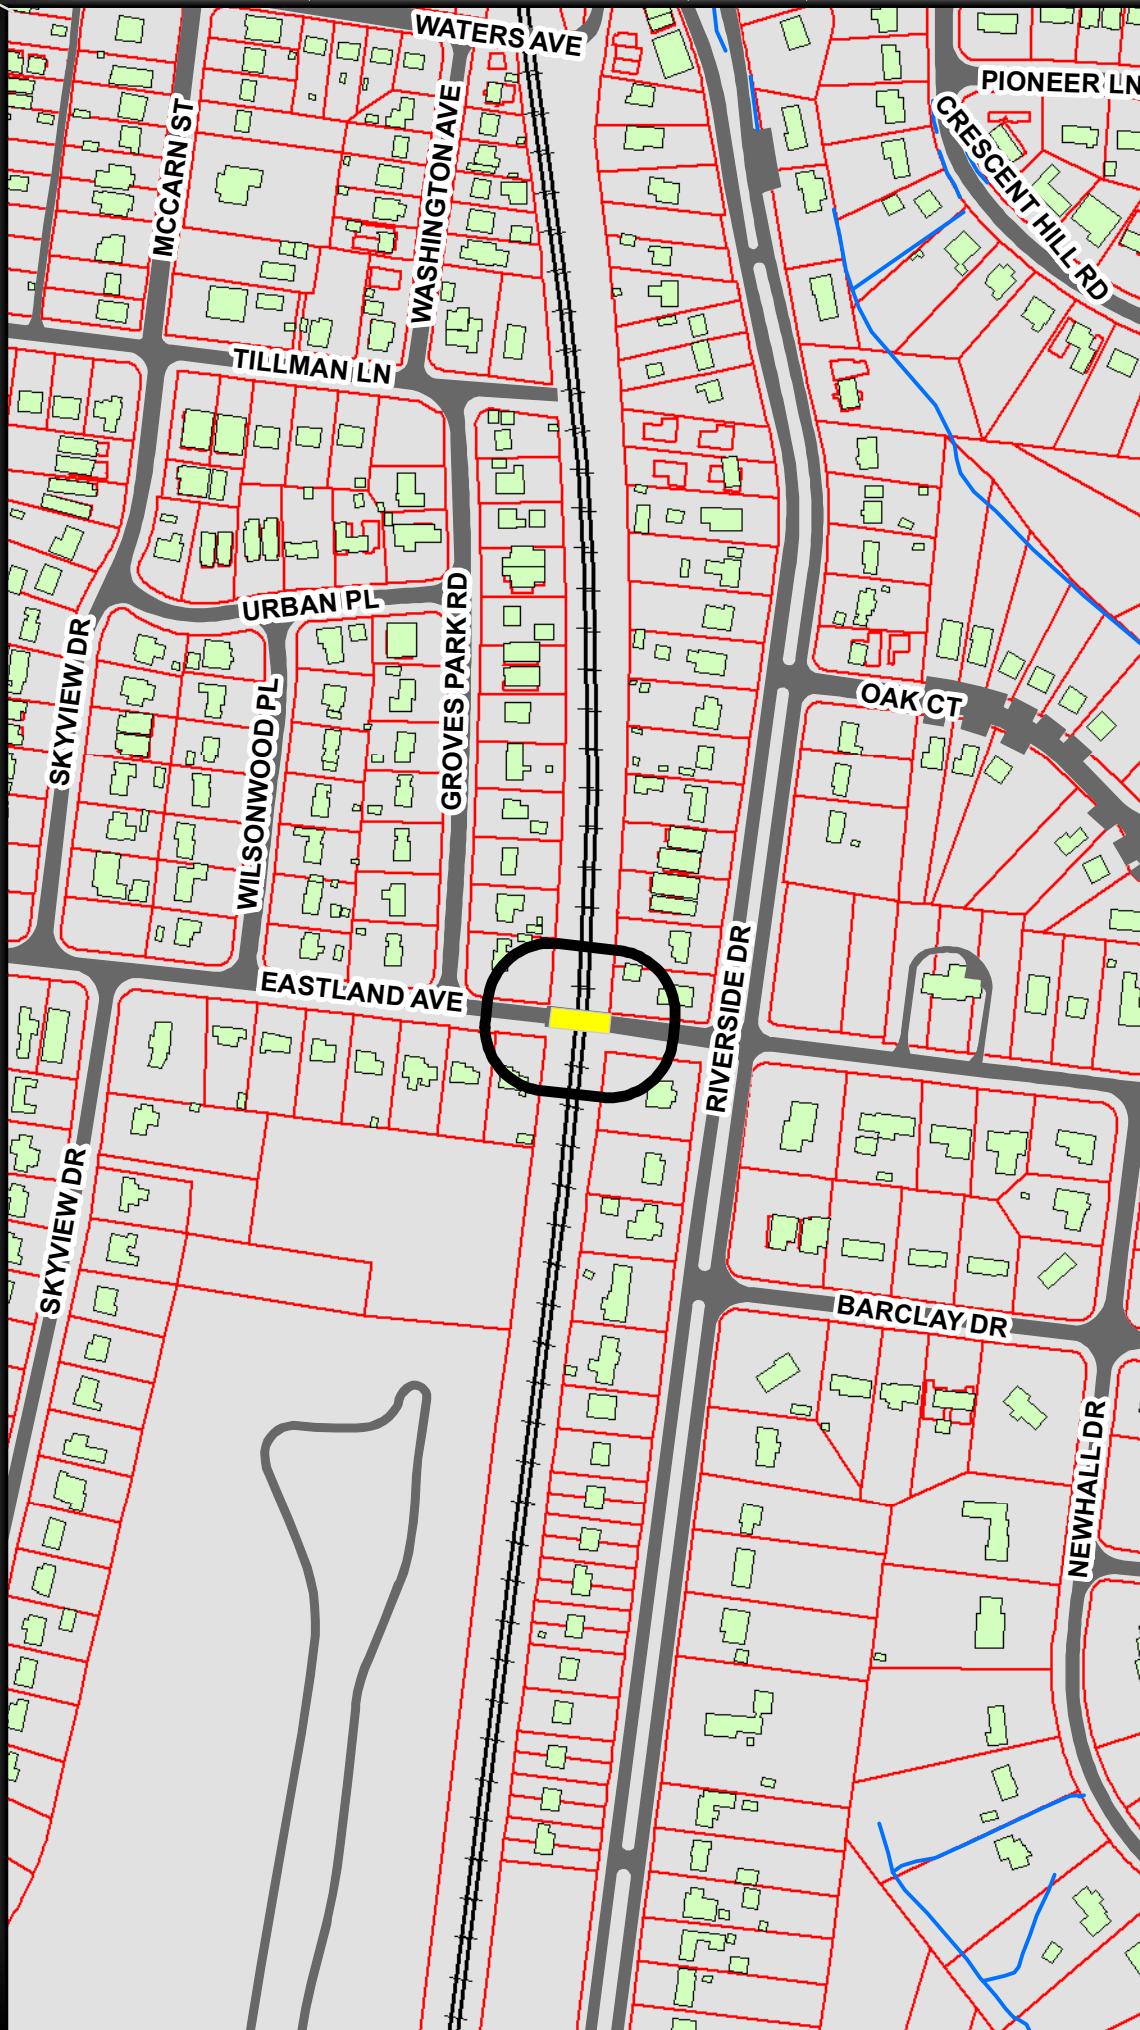 WATERS AVE
PIONEER LN
MCCARN ST
WASHINGTON AVE
CRESCENT HILL RD
TILLMAN LN
URBAN PL
GROVES PARK RD
SKYVIEW DR
WILSONWOOD PL
OAK CT
EASTLAND AVE
RIVERSIDE DR
SKYVIEW DR
BARCLAY DR
NEWHALL DR